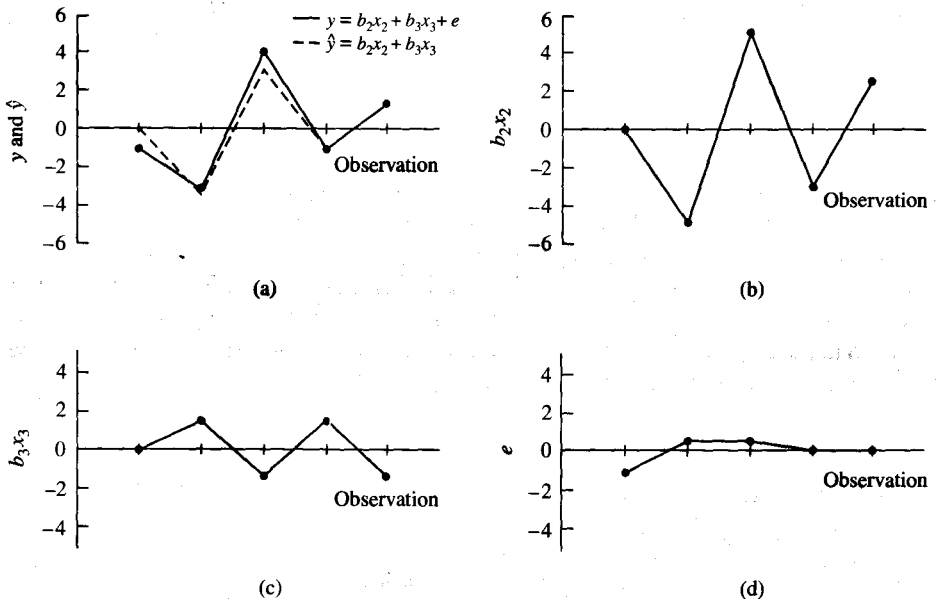 y = b₂x₂ + b₃x₃ + e
ŷ = b₂x₂ + b₃x₃
6
4
2
0
−2
−4
−6
y and ŷ
Observation
(a)
6
4
2
0
−2
−4
−6
b₂x₂
Observation
(b)
4
2
0
−2
−4
b₃x₃
Observation
(c)
4
2
0
−2
−4
e
Observation
(d)